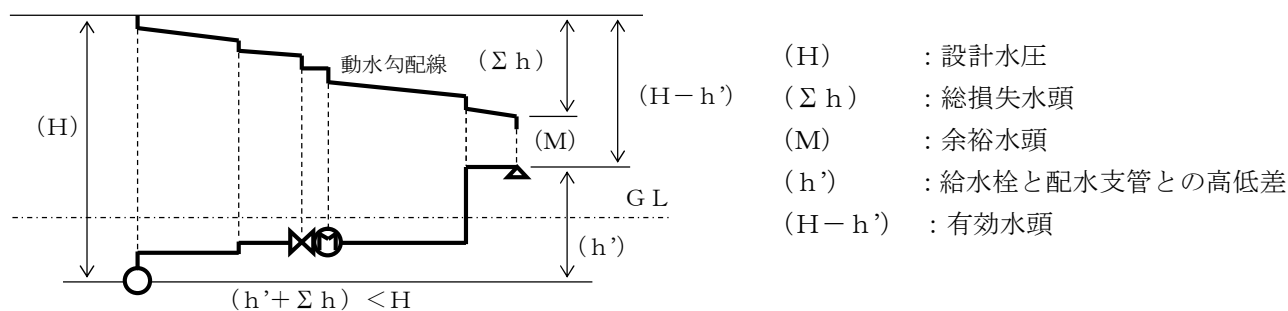 動水勾配線
(Σh)
(H－h’)
(H)
(M)
GL
(h’)
(h’＋Σh) ＜H
(H) : 設計水圧
(Σh) : 総損失水頭
(M) : 余裕水頭
(h’) : 給水栓と配水支管との高低差
(H－h’) : 有効水頭